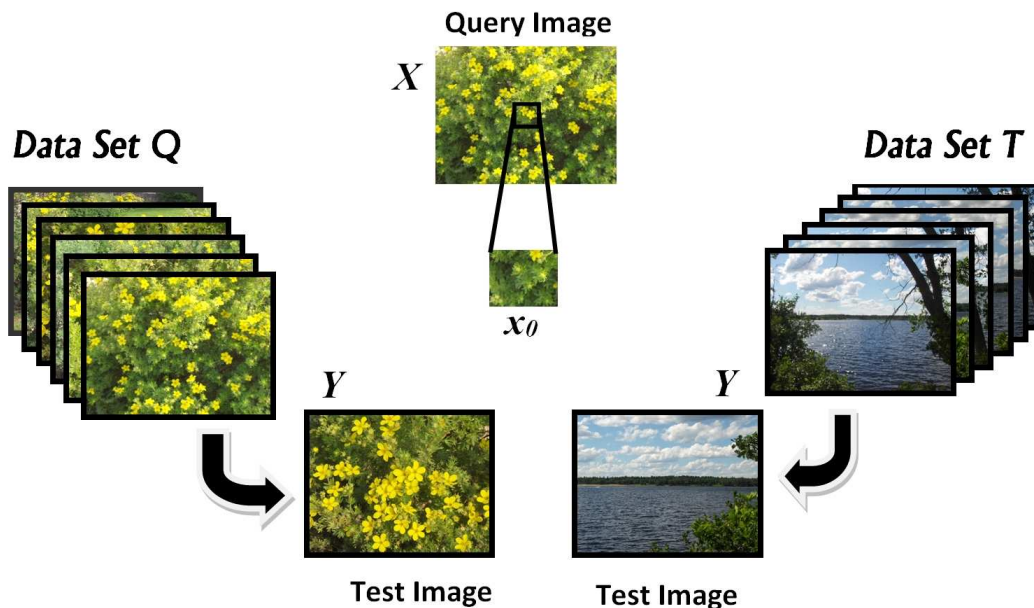 Query Image
X
Data Set Q
Data Set T
x0
Y
Y
Test Image
Test Image